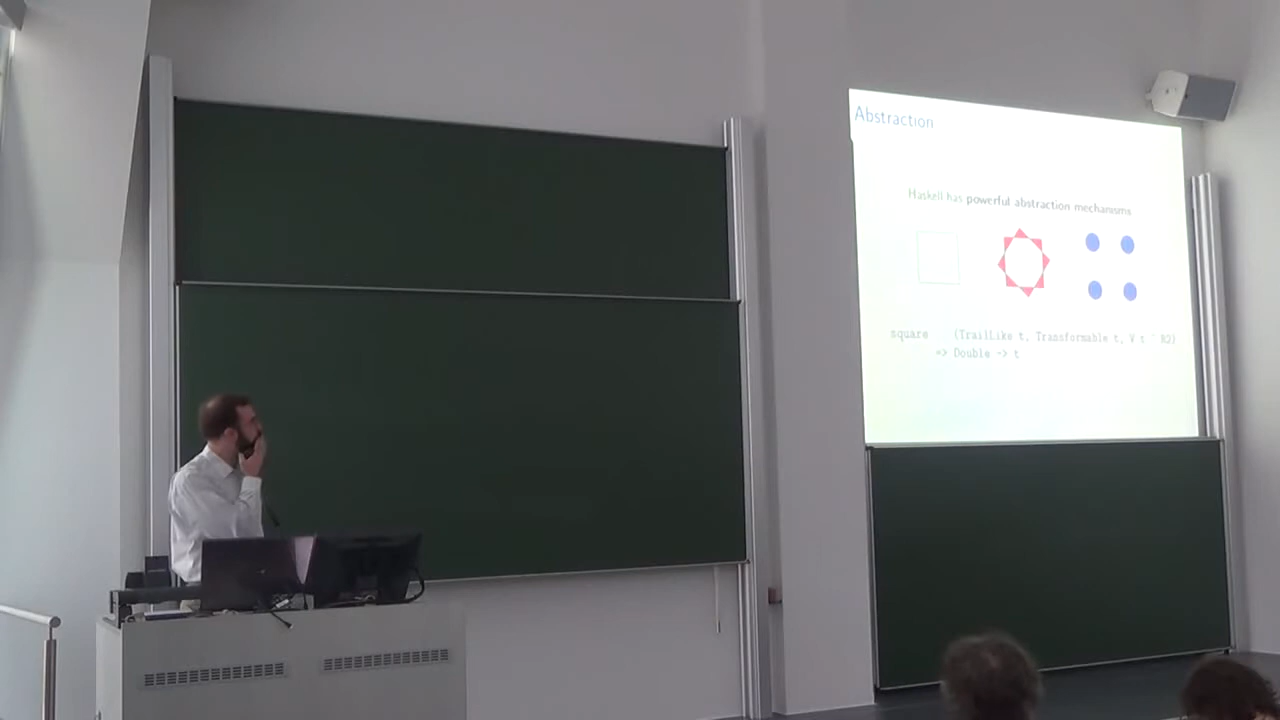 Abstraction
Haskell has powerful abstraction mechanisms
square :: (TrailLike t, Transformable t, V t ~ R2)
=> Double -> t